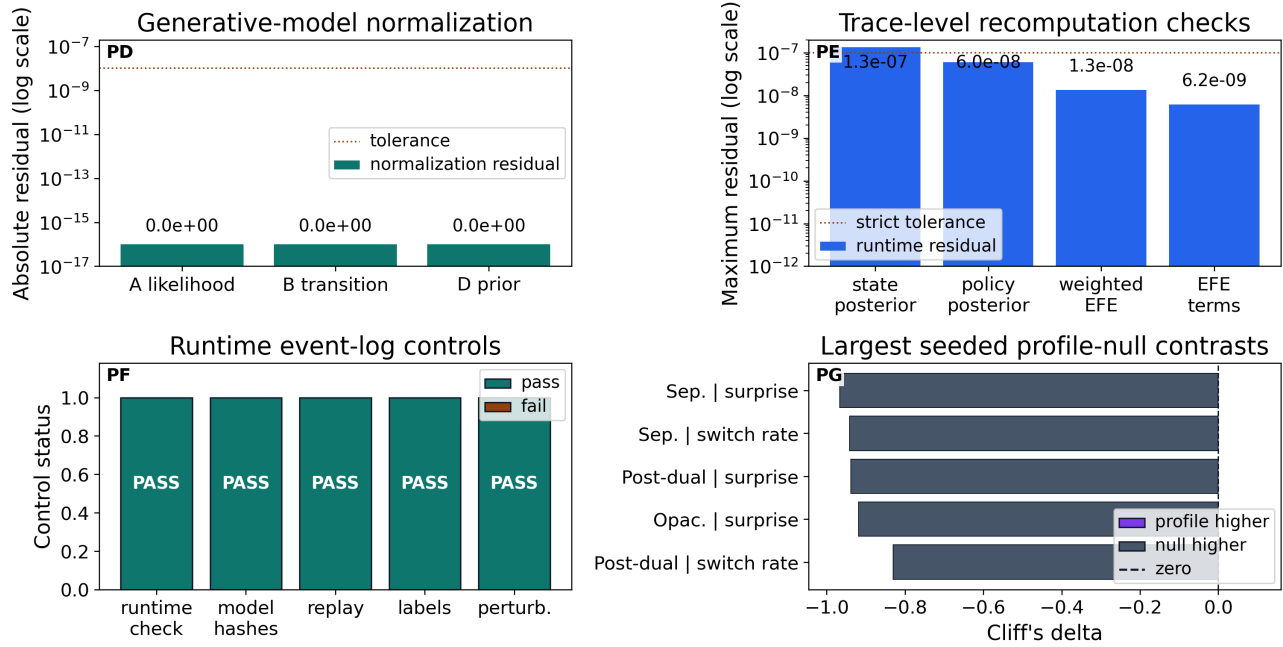 Generative-model normalization
PD
Absolute residual (log scale)
10⁻⁷
10⁻⁹
10⁻¹¹
10⁻¹³
10⁻¹⁵
10⁻¹⁷
tolerance
normalization residual
0.0e+00
0.0e+00
0.0e+00
A likelihood
B transition
D prior
Trace-level recomputation checks
PE
Maximum residual (log scale)
10⁻⁷
10⁻⁸
10⁻⁹
10⁻¹⁰
10⁻¹¹
10⁻¹²
1.3e-07
6.0e-08
1.3e-08
6.2e-09
strict tolerance
runtime residual
state
posterior
policy
posterior
weighted
EFE
EFE
terms
Runtime event-log controls
PF
Control status
1.0
0.8
0.6
0.4
0.2
0.0
pass
fail
PASS
PASS
PASS
PASS
PASS
runtime
check
model
hashes
replay
labels
perturb.
Largest seeded profile-null contrasts
PG
Sep. | surprise
Sep. | switch rate
Post-dual | surprise
Opac. | surprise
Post-dual | switch rate
profile higher
null higher
zero
−1.0
−0.8
−0.6
−0.4
−0.2
0.0
Cliff's delta